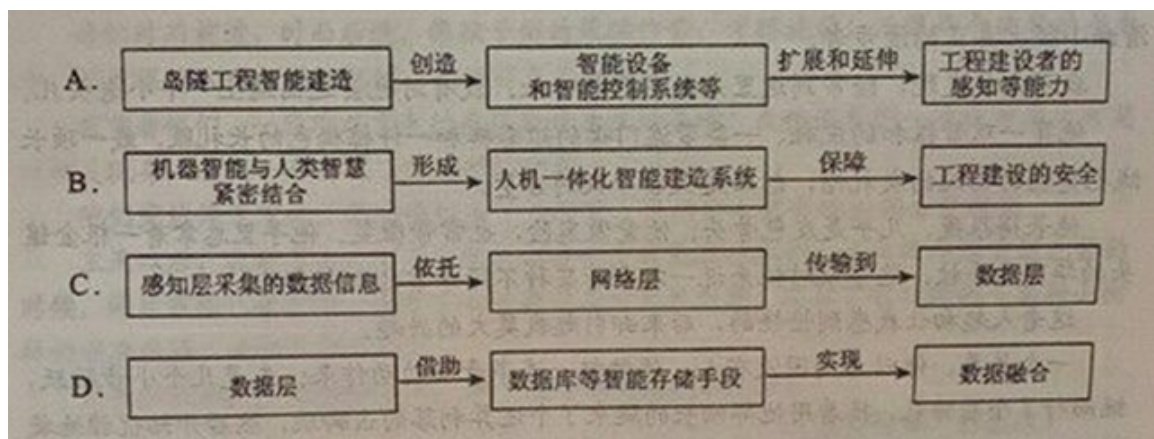 A. 岛隧工程智能建造 创造 智能设备和智能控制系统等 扩展和延伸 工程建设者的感知等能力
B. 机器智能与人类智慧紧密结合 形成 人机一体化智能建造系统 保障 工程建设的安全
C. 感知层采集的数据信息 依托 网络层 传输到 数据层
D. 数据层 借助 数据库等智能存储手段 实现 数据融合